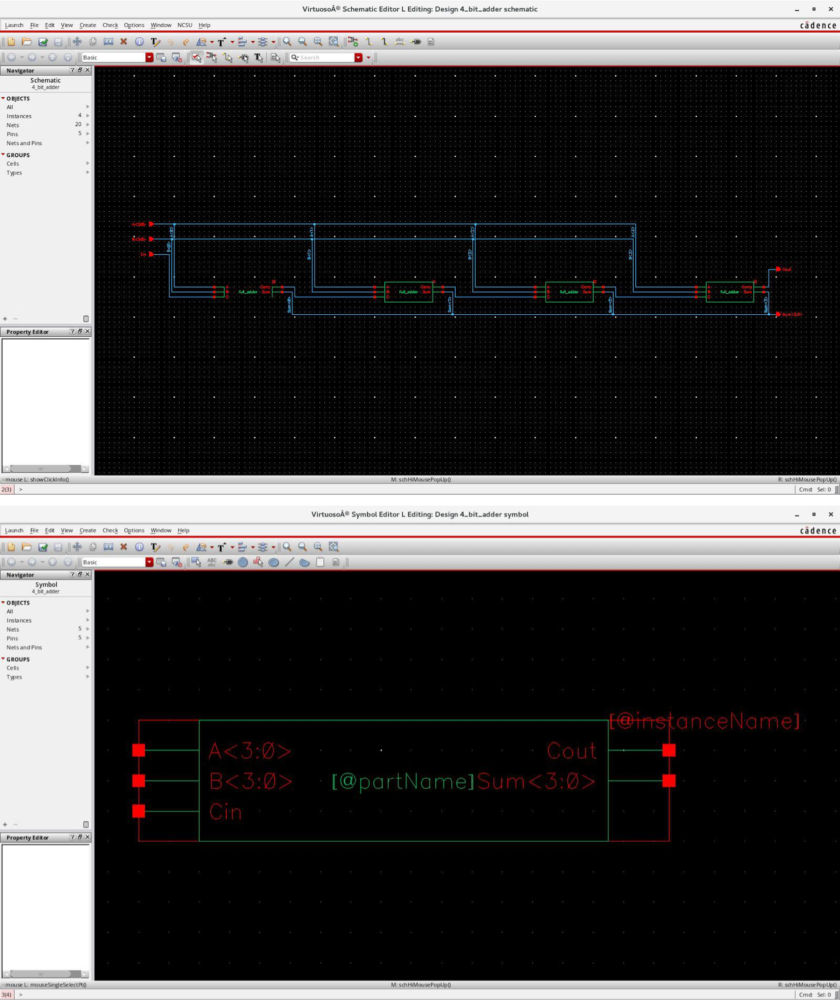 VirtuosoÂ® Schematic Editor L Editing: Design 4_bit_adder schematic
Launch File Edit View Create Check Options Window NCSU Help cādence
Basic Search
Navigator
Schematic
4_bit_adder
OBJECTS
All
Instances 4
Nets 20
Pins 5
Nets and Pins
GROUPS
Cells
Types
A<3:0>
B<3:0>
Cin
A<0> A<1> A<2> A<3>
B<0> B<1> B<2> B<3>
Cout
A Carry A Carry A Carry A Carry
B full_adder Sum B full_adder Sum B full_adder Sum B full_adder Sum
C C C C
Sum<0> Sum<1> Sum<2> Sum<3>
Sum<3:0>
Property Editor
mouse L: showClickInfo() M: schHiMousePopUp() R: schHiMousePopUp()
2(3) > Cmd: Sel: 0
VirtuosoÂ® Symbol Editor L Editing: Design 4_bit_adder symbol
Launch File Edit View Create Check Options Window Help cādence
Basic ABC
abc
Navigator
Symbol
4_bit_adder
OBJECTS
All
Instances
Nets 5
Pins 5
Nets and Pins
GROUPS
Cells
Types
[@instanceName]
A<3:0> Cout
B<3:0> [@partName] Sum<3:0>
Cin
Property Editor
mouse L: mouseSingleSelectPt() M: schHiMousePopUp() R: schHiMousePopUp()
3(4) > Cmd: Sel: 0